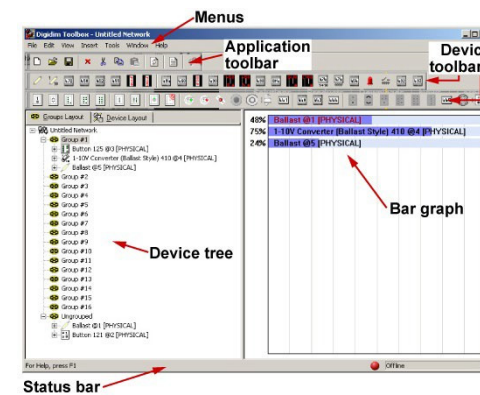 Menus
Digidim Toolbox - Untitled Network
File Edit View Insert Tools Window Help
Application
toolbar
Devic
toolbar
Groups Layout Device Layout
Untitled Network
Group #1
Button 125 @3 [PHYSICAL]
1-10V Converter (Ballast Style) 410 @4 [PHYSICAL]
Ballast @5 [PHYSICAL]
Group #2
Group #3
Group #4
Group #5
Group #6
Group #7
Group #8
Group #9
Group #10
Group #11
Group #12
Group #13
Group #14
Group #15
Group #16
Ungrouped
Ballast @1 [PHYSICAL]
Button 121 @2 [PHYSICAL]
Device tree
48% Ballast @1 [PHYSICAL]
75% 1-10V Converter (Ballast Style) 410 @4 [PHYSICAL]
24% Ballast @5 [PHYSICAL]
Bar graph
For Help, press F1
Offline
Status bar